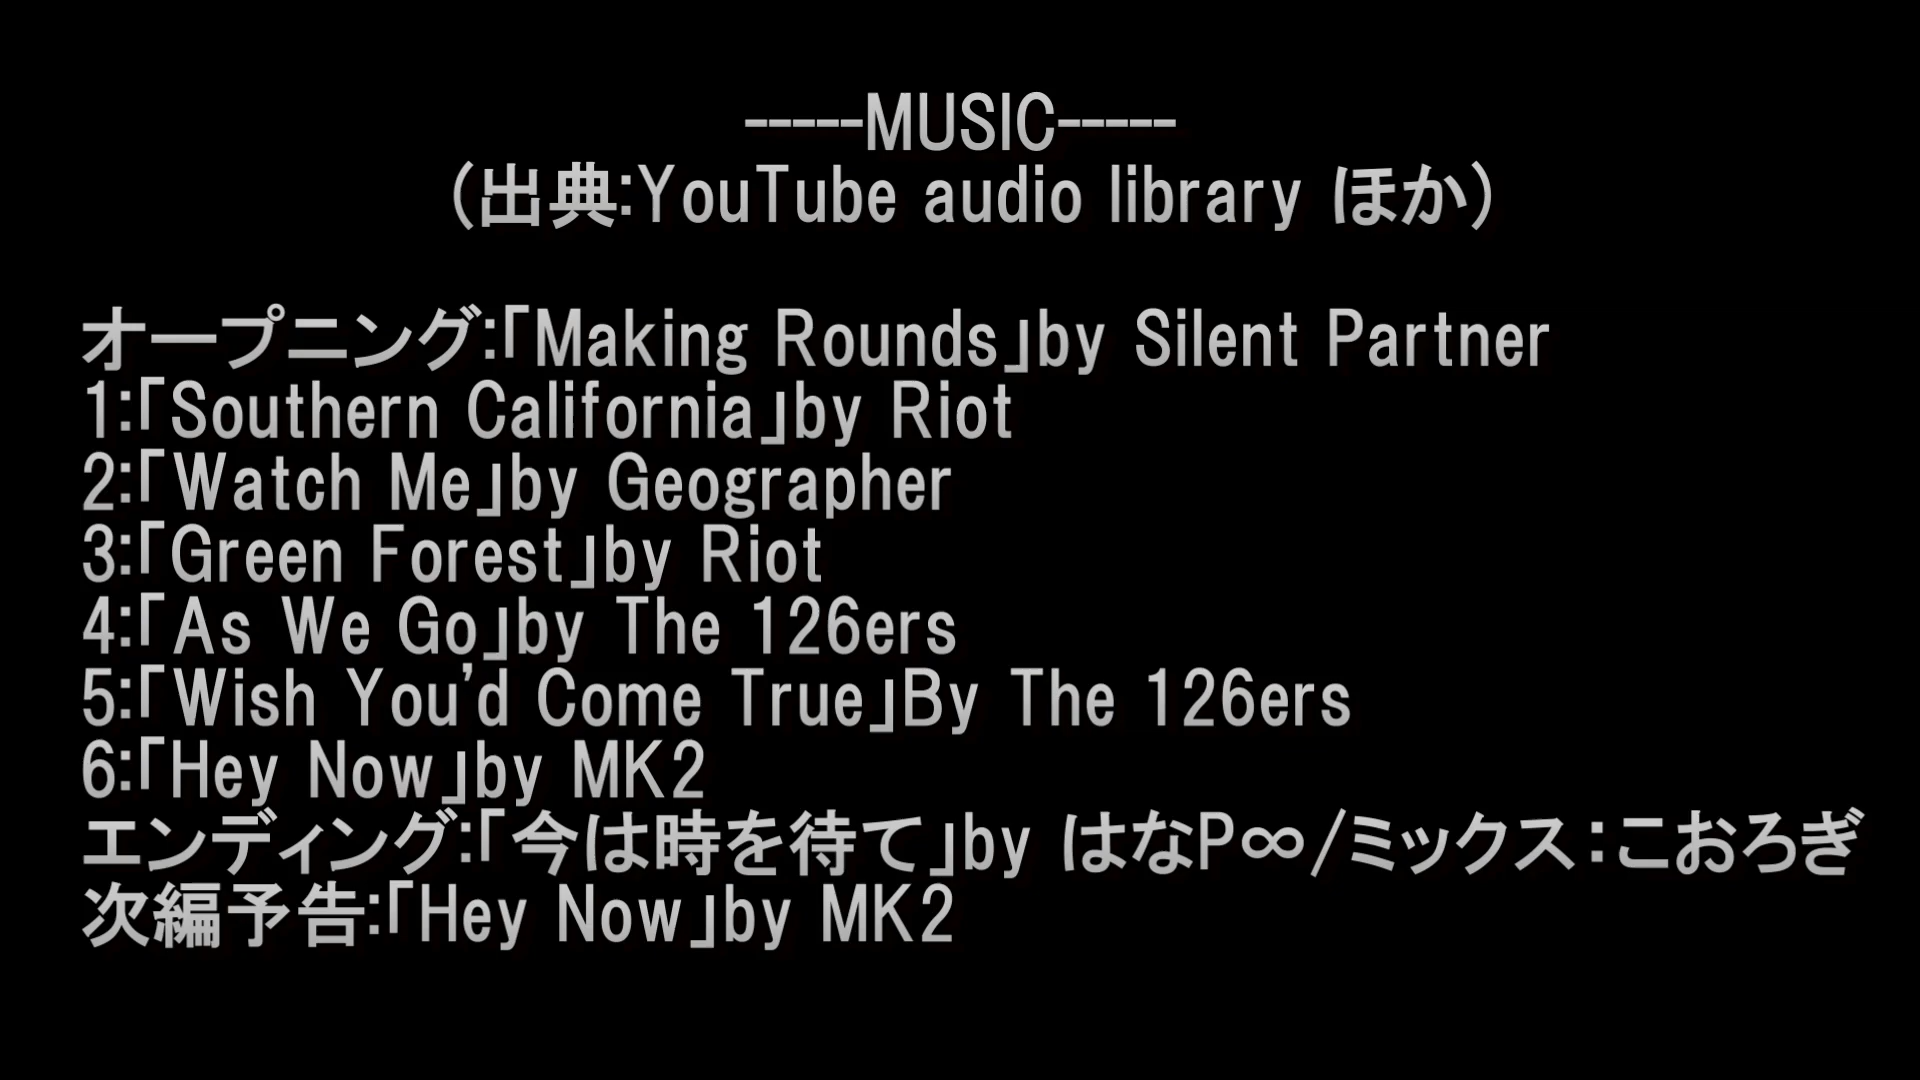 -----MUSIC-----
(出典:YouTube audio library ほか)
オープニング:「Making Rounds」by Silent Partner
1:「Southern California」by Riot
2:「Watch Me」by Geographer
3:「Green Forest」by Riot
4:「As We Go」by The 126ers
5:「Wish You'd Come True」By The 126ers
6:「Hey Now」by MK2
エンディング:「今は時を待て」by はなP∞/ミックス：こおろぎ
次編予告:「Hey Now」by MK2